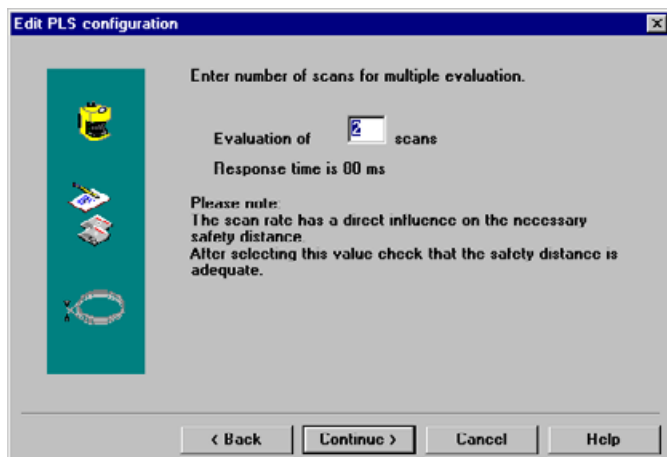 Edit PLS configuration
Enter number of scans for multiple evaluation.
Evaluation of 2 scans
Response time is 80 ms
Please note:
The scan rate has a direct influence on the necessary
safety distance.
After selecting this value check that the safety distance is
adequate.
< Back Continue > Cancel Help